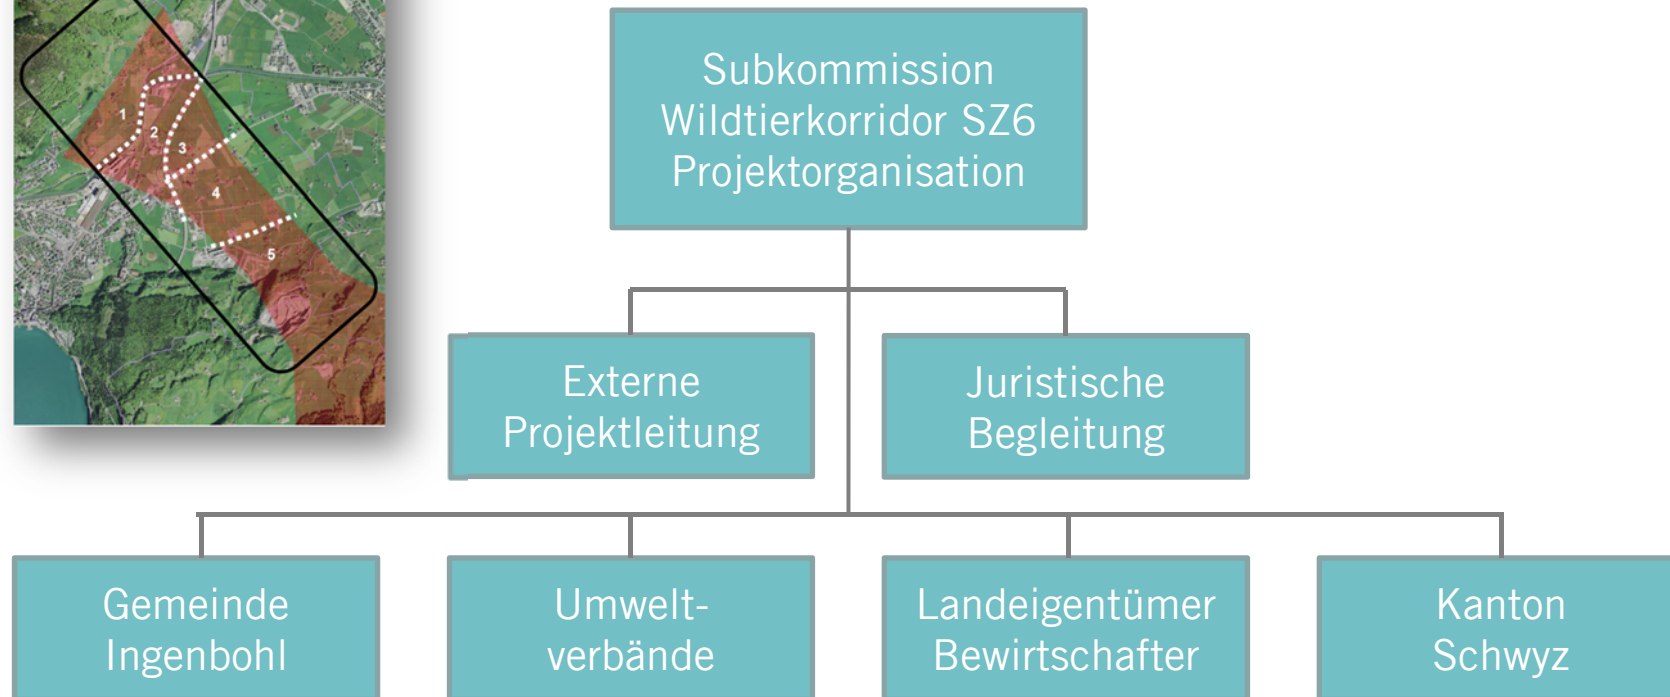 1
2
3
4
5
Subkommission
Wildtierkorridor SZ6
Projektorganisation
Externe
Projektleitung
Juristische
Begleitung
Gemeinde
Ingenbohl
Umwelt-
verbände
Landeigentümer
Bewirtschafter
Kanton
Schwyz